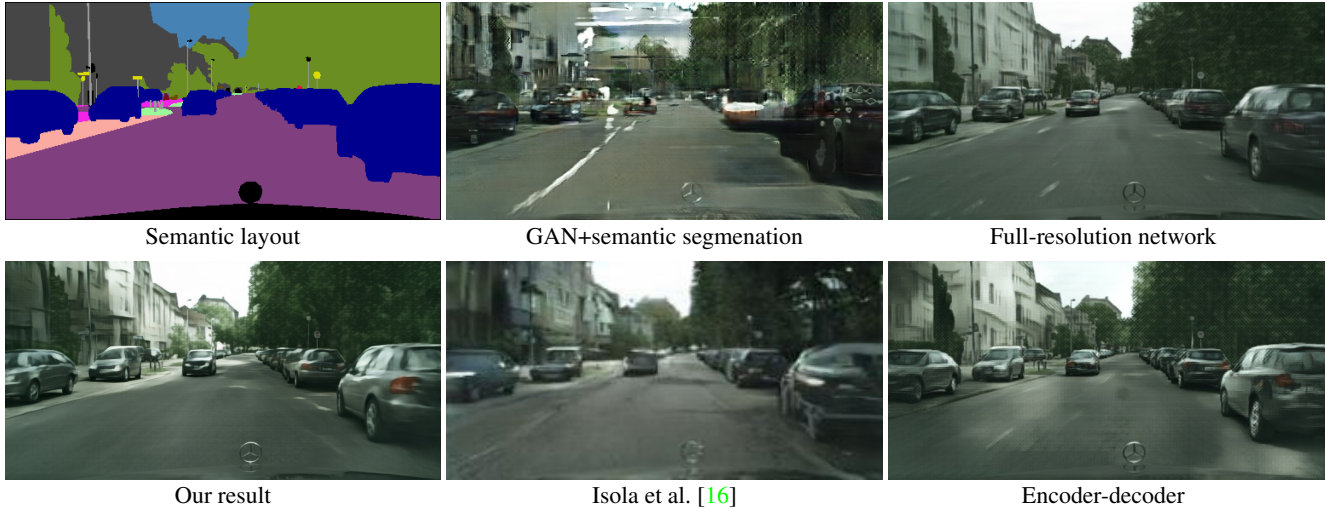 Semantic layout
GAN+semantic segmenation
Full-resolution network
Our result
Isola et al. [16]
Encoder-decoder